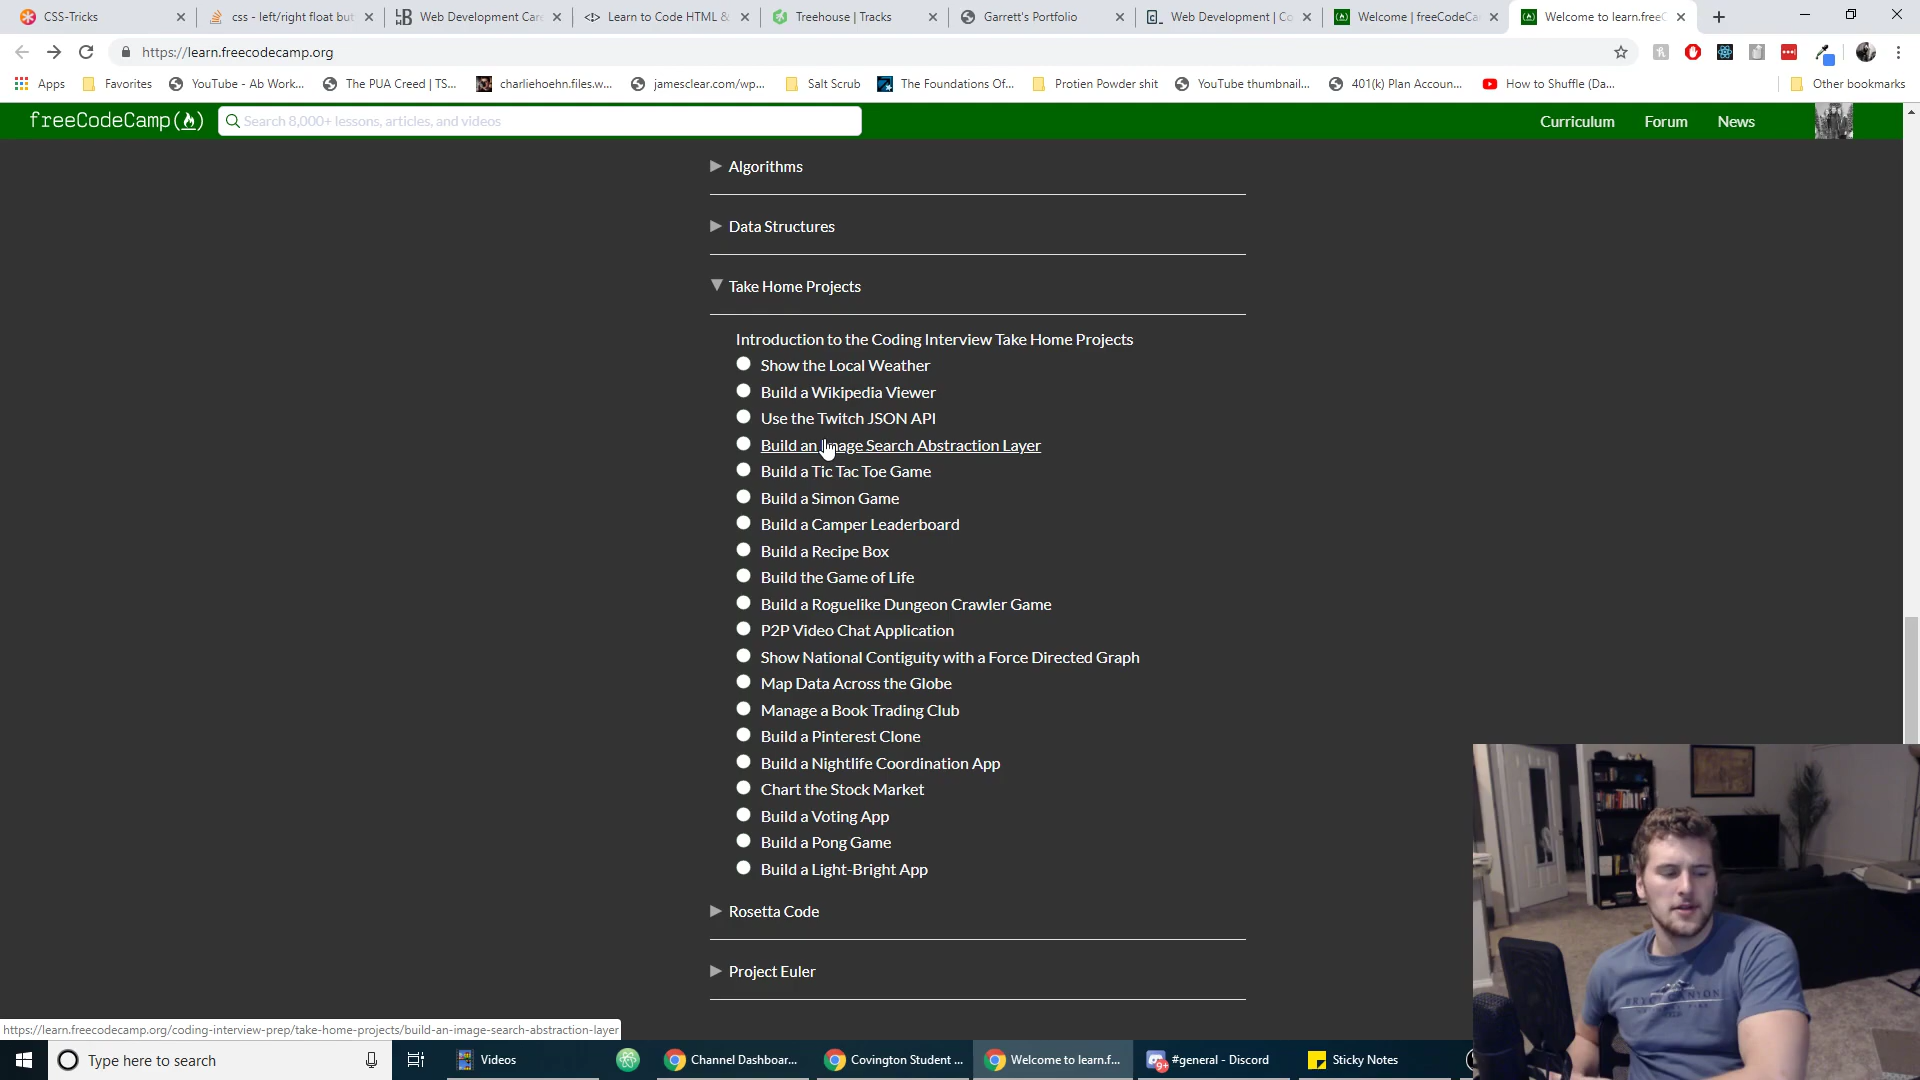 CSS-Tricks
css - left/right float but
Web Development Car
Learn to Code HTML &
Treehouse | Tracks
Garrett's Portfolio
Web Development | Co
Welcome | freeCodeCa
Welcome to learn.freeC
https://learn.freecodecamp.org
Apps
Favorites
YouTube - Ab Work...
The PUA Creed | TS...
charliehoehn.files.w...
jamesclear.com/wp...
Salt Scrub
The Foundations Of...
Protien Powder shit
YouTube thumbnail...
401(k) Plan Accoun...
How to Shuffle (Da...
Other bookmarks
freeCodeCamp
Search 8,000+ lessons, articles, and videos
Curriculum
Forum
News
Algorithms
Data Structures
Take Home Projects
Introduction to the Coding Interview Take Home Projects
Show the Local Weather
Build a Wikipedia Viewer
Use the Twitch JSON API
Build an Image Search Abstraction Layer
Build a Tic Tac Toe Game
Build a Simon Game
Build a Camper Leaderboard
Build a Recipe Box
Build the Game of Life
Build a Roguelike Dungeon Crawler Game
P2P Video Chat Application
Show National Contiguity with a Force Directed Graph
Map Data Across the Globe
Manage a Book Trading Club
Build a Pinterest Clone
Build a Nightlife Coordination App
Chart the Stock Market
Build a Voting App
Build a Pong Game
Build a Light-Bright App
Rosetta Code
Project Euler
BRYCE CANYON
https://learn.freecodecamp.org/coding-interview-prep/take-home-projects/build-an-image-search-abstraction-layer
Type here to search
Videos
Channel Dashboar...
Covington Student ...
Welcome to learn.f...
#general - Discord
Sticky Notes